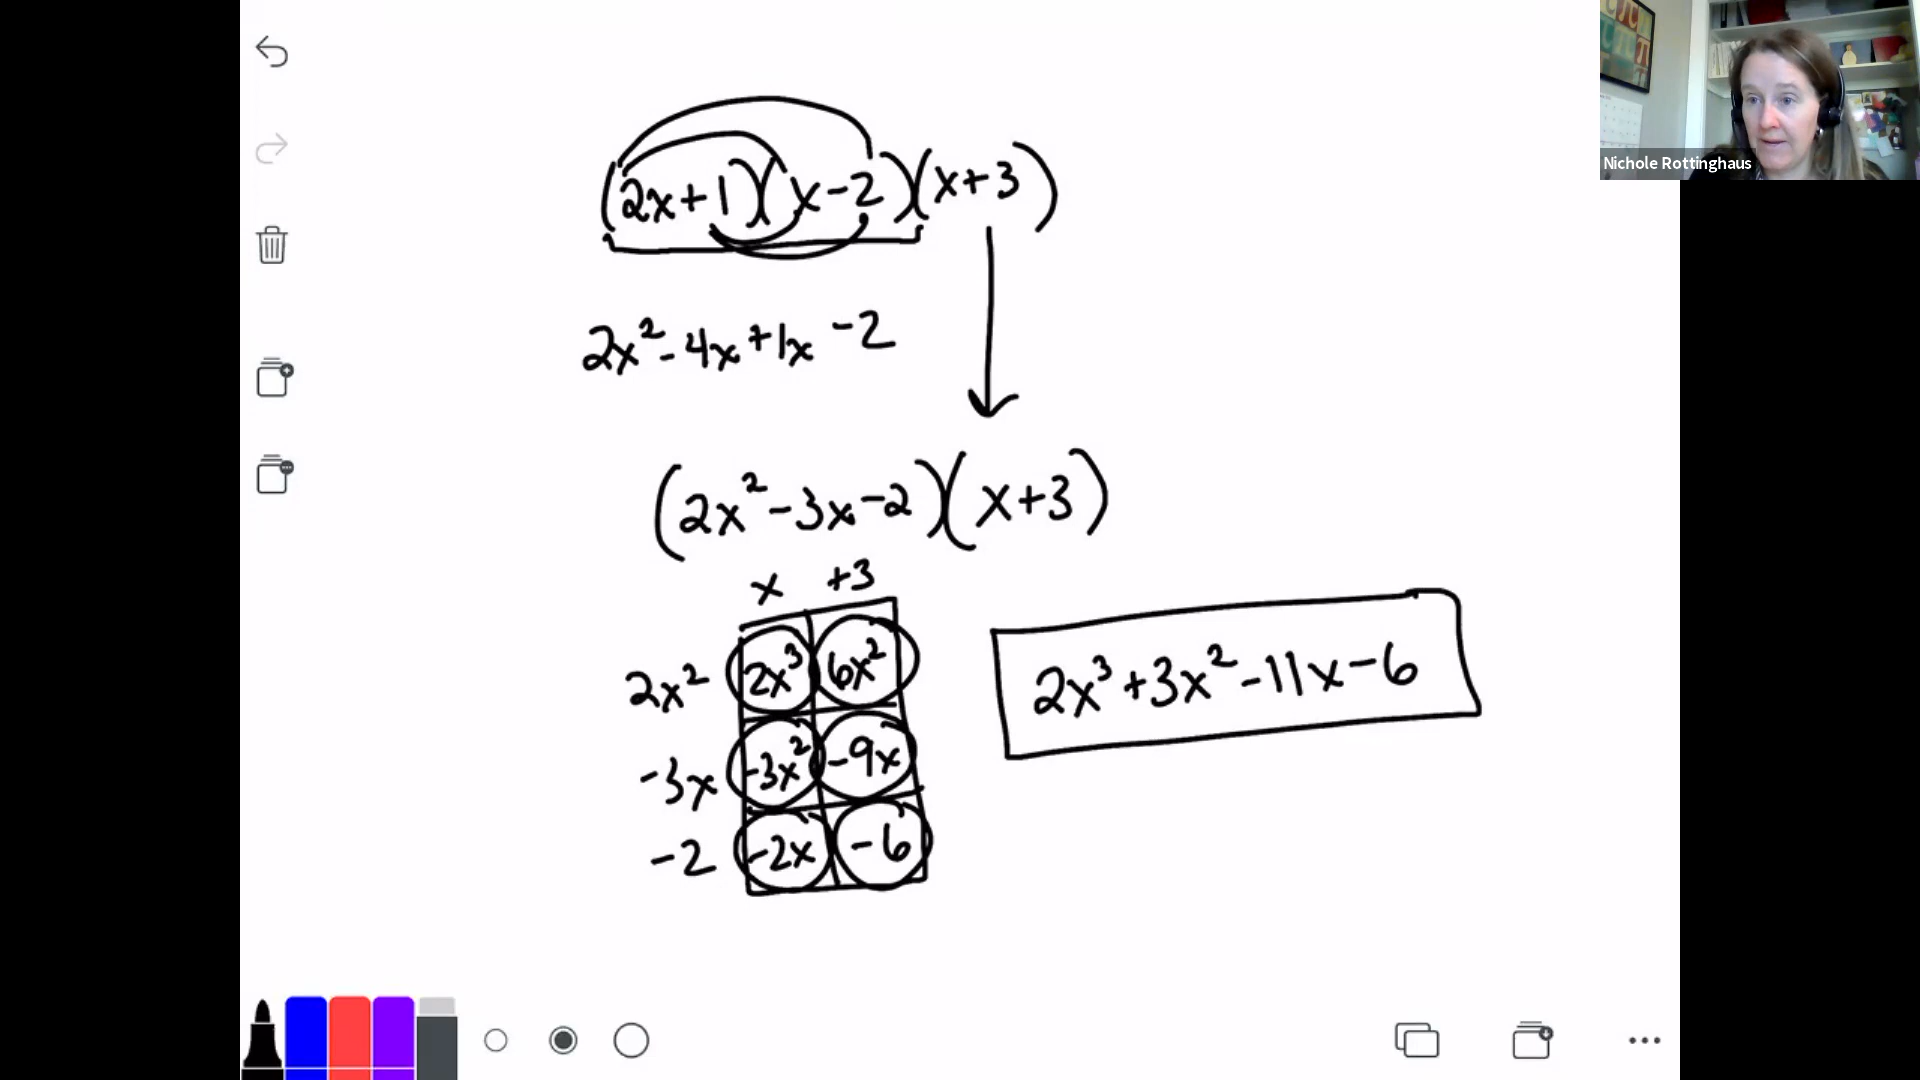 Nichole Rottinghaus
(2x+1)(x-2)(x+3)
2x²-4x+1x-2
(2x²-3x-2)(x+3)
x +3
2x² 2x³ 6x²
-3x -3x² -9x
-2 -2x -6
2x³+3x²-11x-6